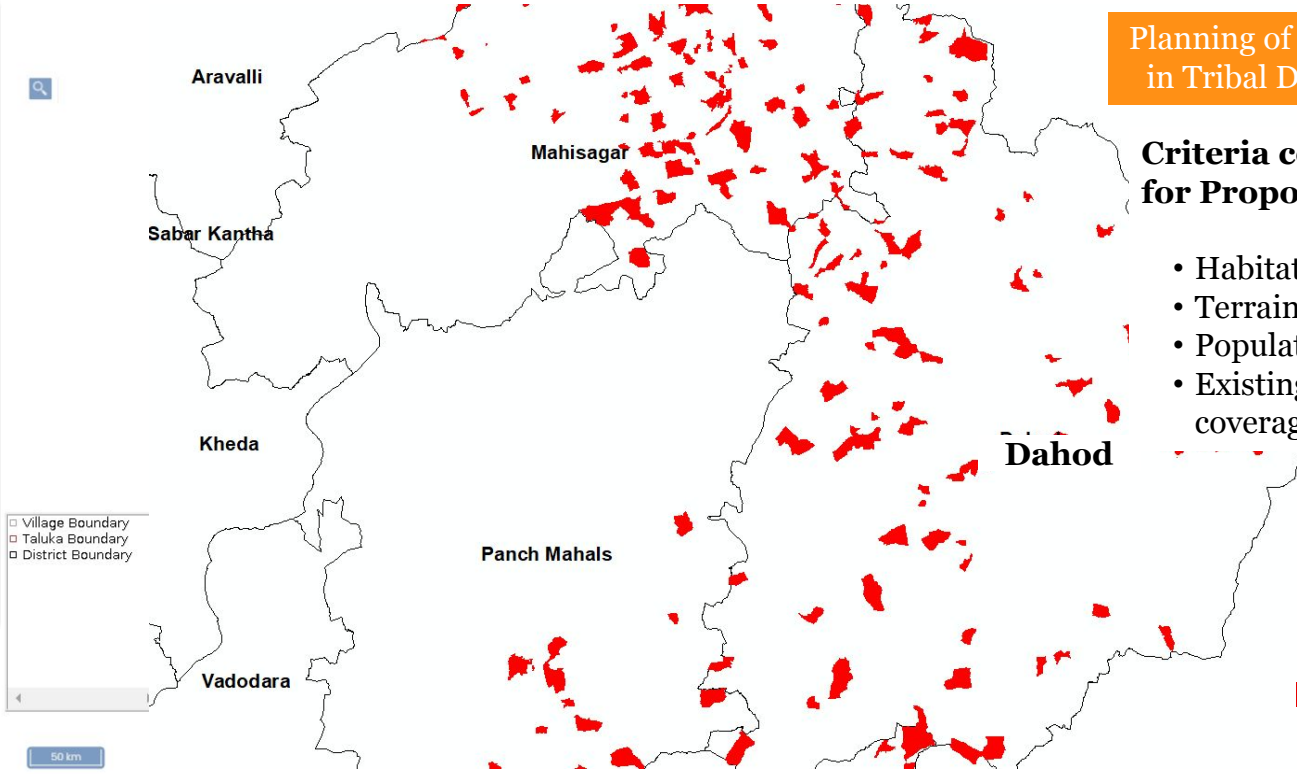 Planning of
in Tribal D
Aravalli
Mahisagar
Criteria c
for Propo
Sabar Kantha
• Habitat
• Terrain
• Populat
• Existing
coverag
Kheda
Dahod
Village Boundary
Taluka Boundary
District Boundary
Panch Mahals
Vadodara
50 km